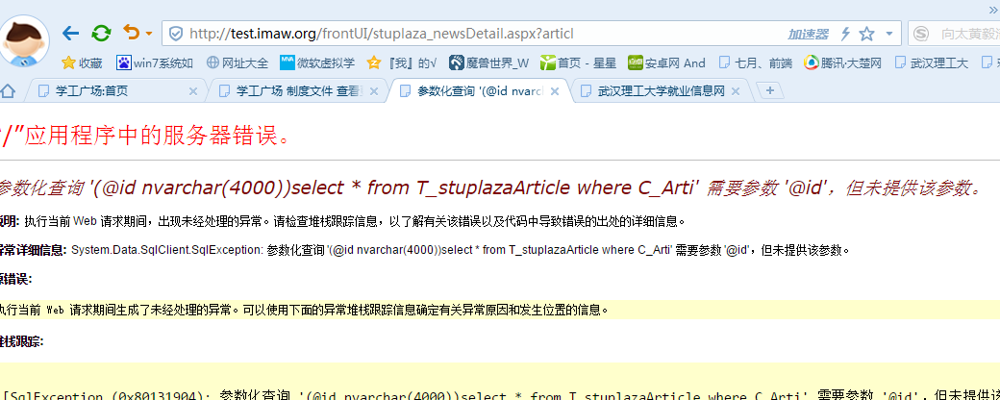 »
http://test.imaw.org/frontUI/stuplaza_newsDetail.aspx?articl 加速器 向太黄毅清
收藏 win7系统如 网址大全 微软虚拟学 『我』的√ 魔兽世界_W 首页 - 星星 安卓网 And 七月、前端 腾讯·大楚网 武汉理工大
学工广场:首页 学工广场 制度文件 查看 参数化查询 '(@id nvarc 武汉理工大学就业信息网
“/”应用程序中的服务器错误。
参数化查询 '(@id nvarchar(4000))select * from T_stuplazaArticle where C_Arti' 需要参数 '@id'，但未提供该参数。
说明: 执行当前 Web 请求期间，出现未经处理的异常。请检查堆栈跟踪信息，以了解有关该错误以及代码中导致错误的出处的详细信息。
异常详细信息: System.Data.SqlClient.SqlException: 参数化查询 '(@id nvarchar(4000))select * from T_stuplazaArticle where C_Arti' 需要参数 '@id'，但未提供该参数。
源错误:
执行当前 Web 请求期间生成了未经处理的异常。可以使用下面的异常堆栈跟踪信息确定有关异常原因和发生位置的信息。
堆栈跟踪:
[SqlException (0x80131904): 参数化查询 '(@id nvarchar(4000))select * from T_stuplazaArticle where C_Arti' 需要参数 '@id'，但未提供该